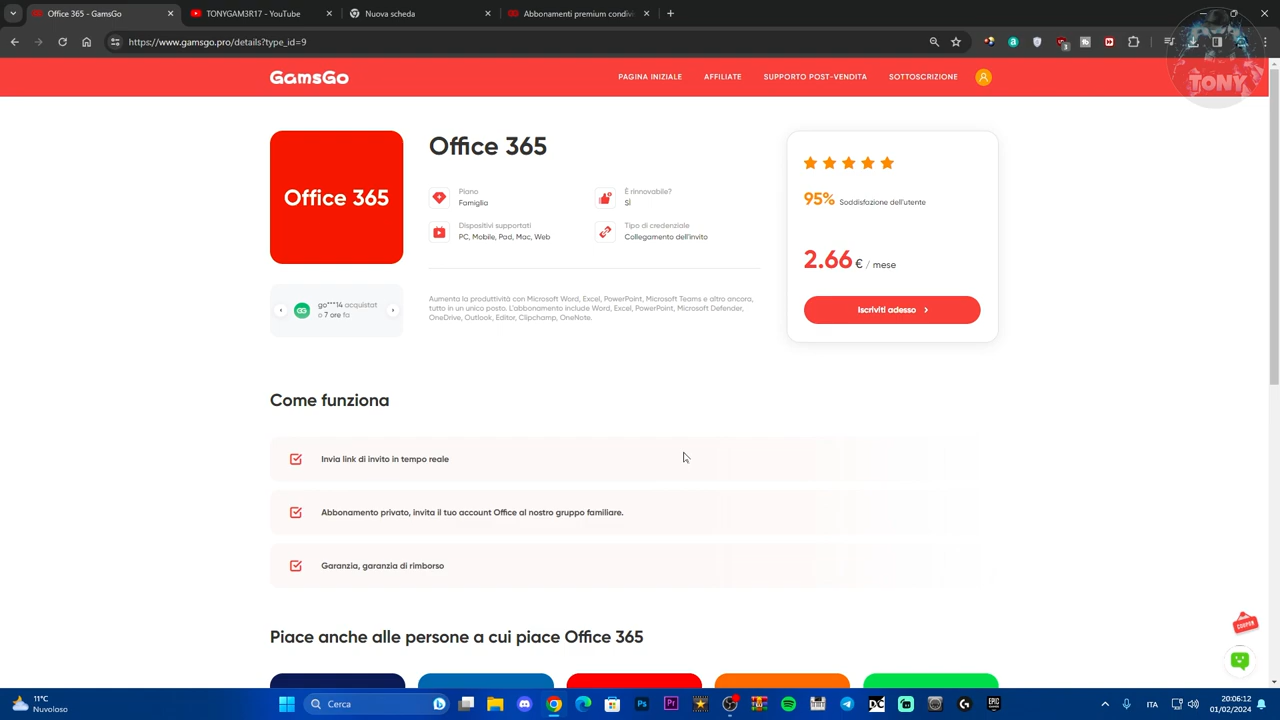 Office 365 - GamsGo
TONYGAM3R17 - YouTube
Nuova scheda
Abbonamenti premium condiv
https://www.gamsgo.pro/details?type_id=9
TONY
GamsGo
PAGINA INIZIALE
AFFILIATE
SUPPORTO POST-VENDITA
SOTTOSCRIZIONE
Office 365
Office 365
Piano
Famiglia
È rinnovabile?
SÌ
Dispositivi supportati
PC, Mobile, Pad, Mac, Web
Tipo di credenziale
Collegamento dell'invito
95% Soddisfazione dell'utente
2.66 € / mese
Iscriviti adesso
go***14 acquistat
o 7 ore fa
Aumenta la produttività con Microsoft Word, Excel, PowerPoint, Microsoft Teams e altro ancora,
tutto in un unico posto. L'abbonamento include Word, Excel, PowerPoint, Microsoft Defender,
OneDrive, Outlook, Editor, Clipchamp, OneNote.
Come funziona
Invia link di invito in tempo reale
Abbonamento privato, invita il tuo account Office al nostro gruppo familiare.
Garanzia, garanzia di rimborso
COUPON
Piace anche alle persone a cui piace Office 365
11°C
Nuvoloso
Cerca
ITA
20:06:12
01/02/2024